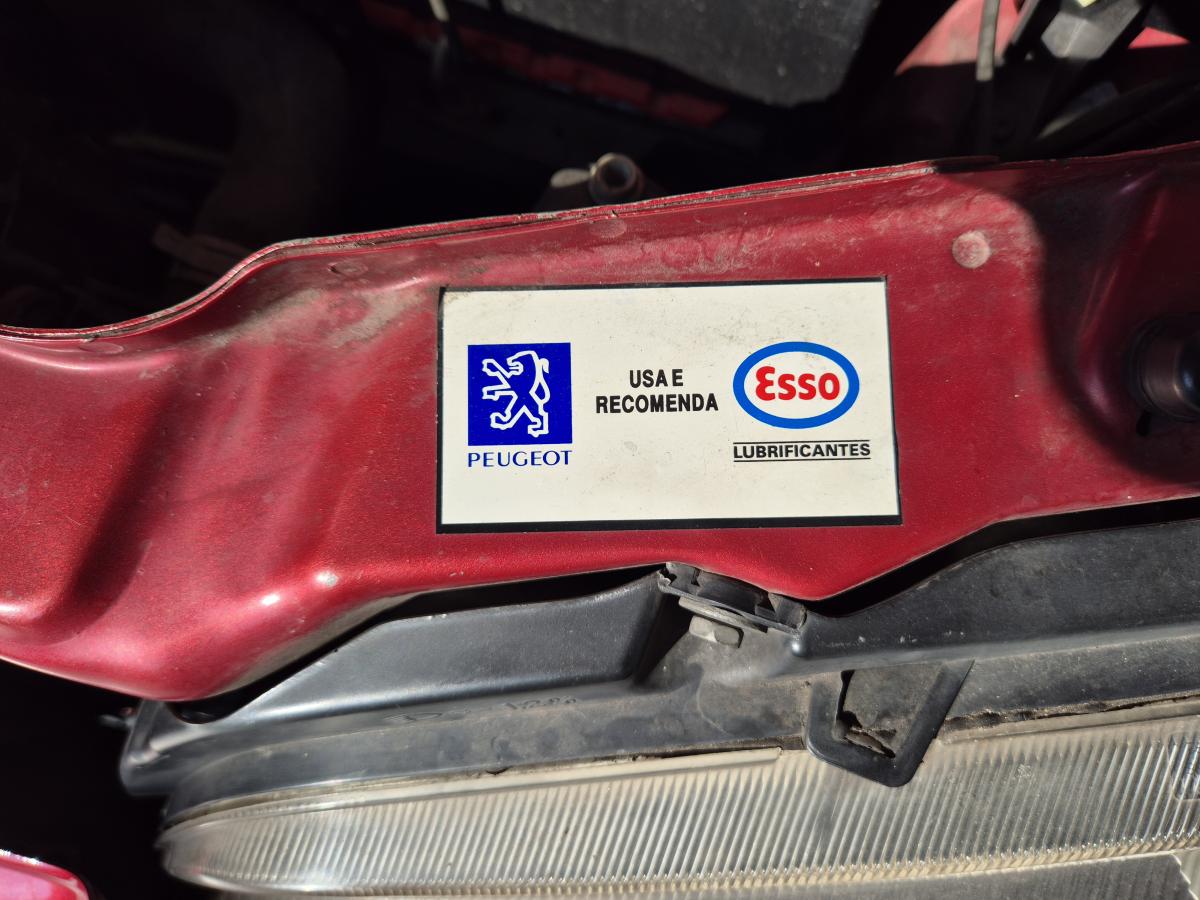 USA E
RECOMENDA
Esso
PEUGEOT
LUBRIFICANTES